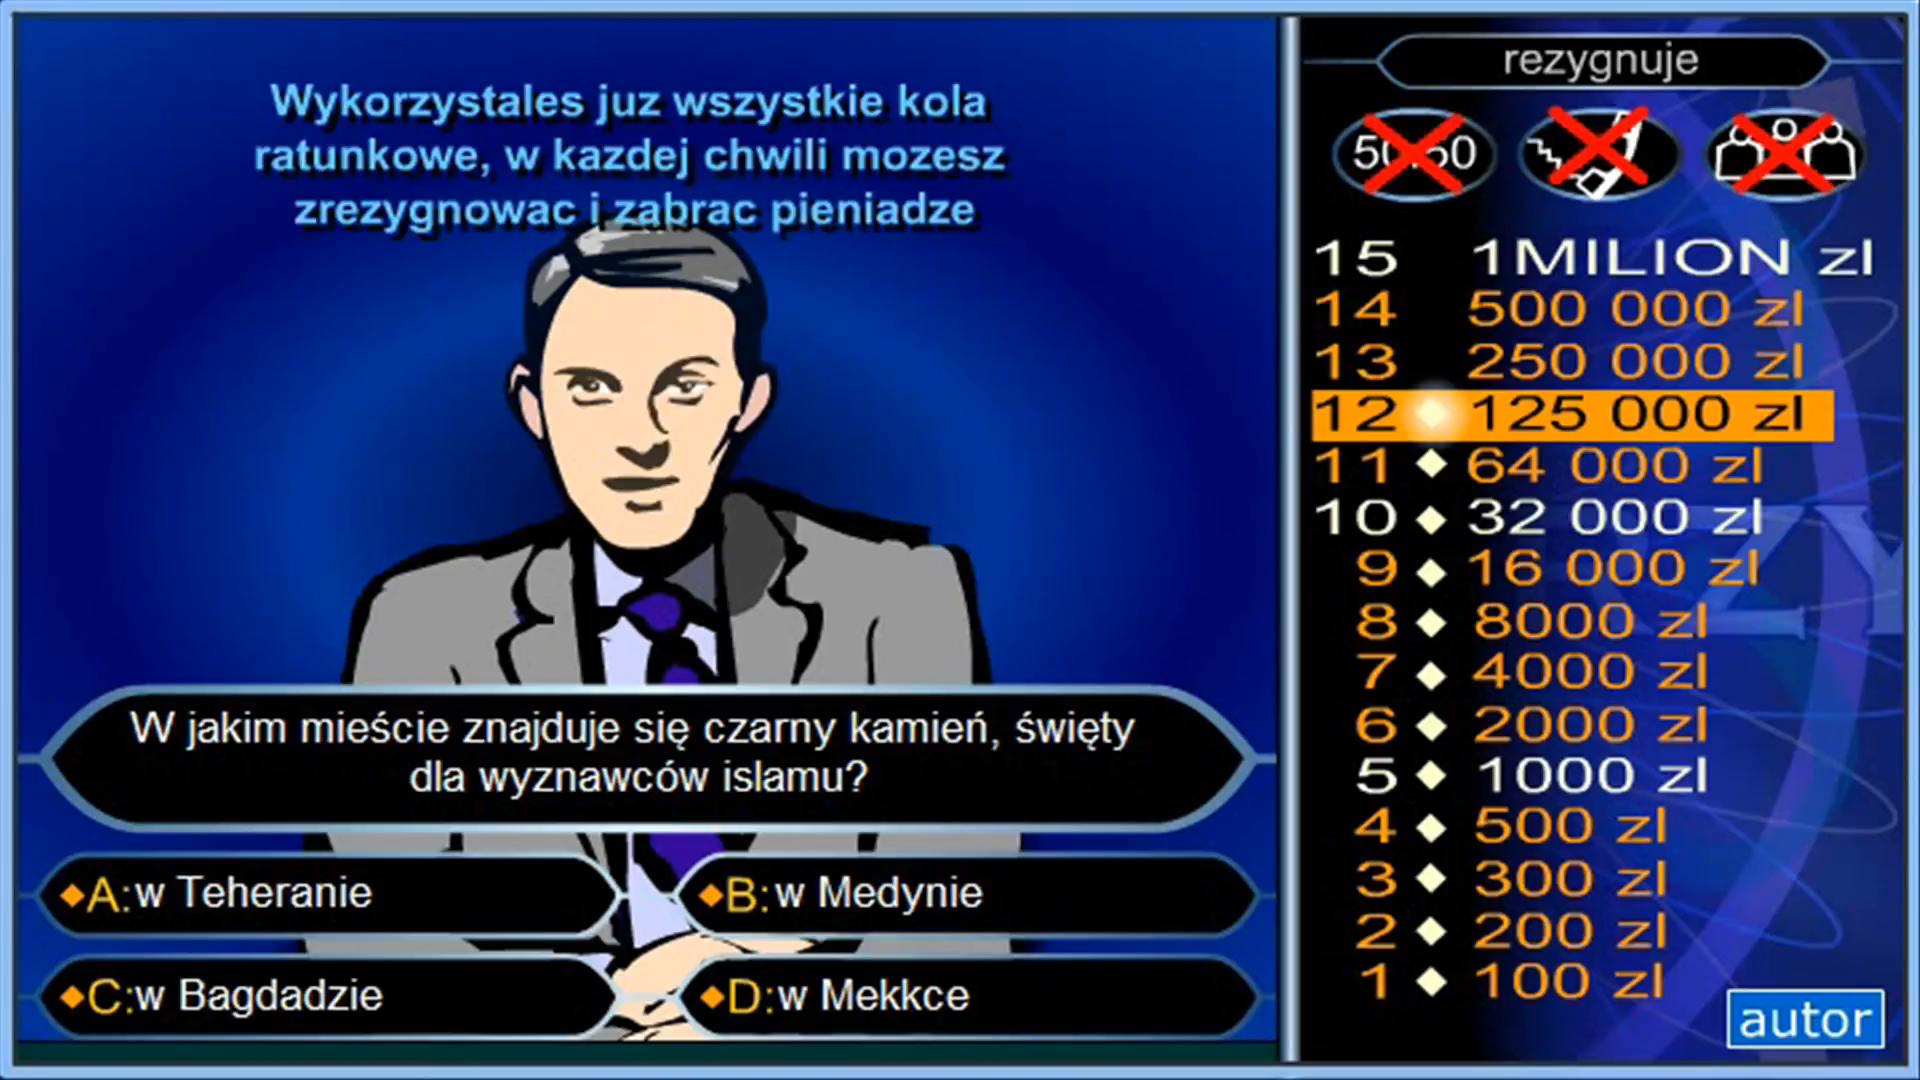 Wykorzystales juz wszystkie kola
ratunkowe, w kazdej chwili mozesz
zrezygnowac i zabrac pieniadze
W jakim mieście znajduje się czarny kamień, święty
dla wyznawców islamu?
A:w Teheranie
B:w Medynie
C:w Bagdadzie
D:w Mekkce
rezygnuje
50:50
15 1MILION zl
14 500 000 zl
13 250 000 zl
12 125 000 zl
11 64 000 zl
10 32 000 zl
9 16 000 zl
8 8000 zl
7 4000 zl
6 2000 zl
5 1000 zl
4 500 zl
3 300 zl
2 200 zl
1 100 zl
autor